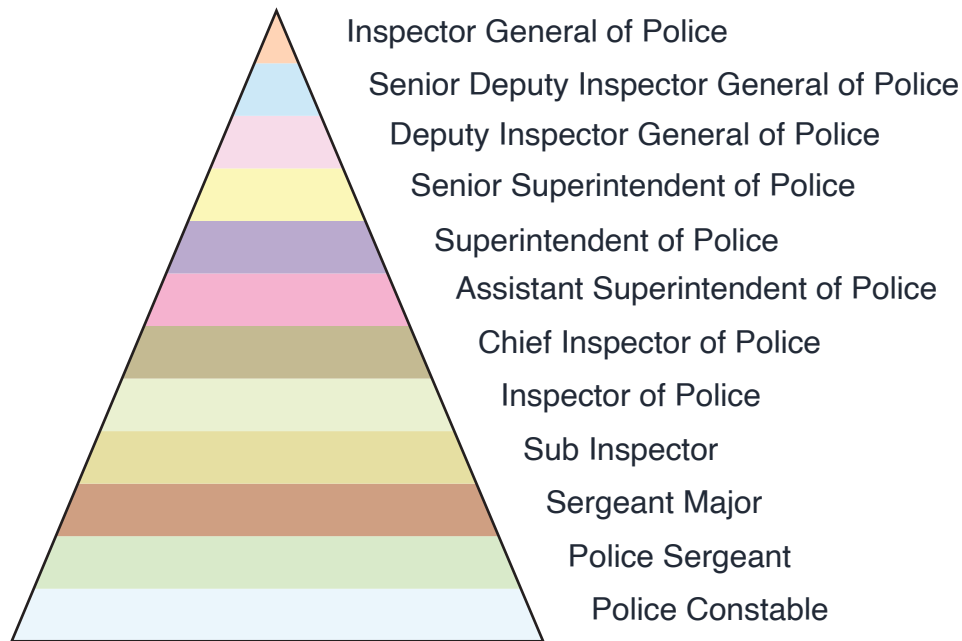 Inspector General of Police
Senior Deputy Inspector General of Police
Deputy Inspector General of Police
Senior Superintendent of Police
Superintendent of Police
Assistant Superintendent of Police
Chief Inspector of Police
Inspector of Police
Sub Inspector
Sergeant Major
Police Sergeant
Police Constable